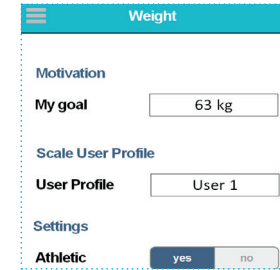 Weight
Motivation
My goal 63 kg
Scale User Profile
User Profile User 1
Settings
Athletic yes no